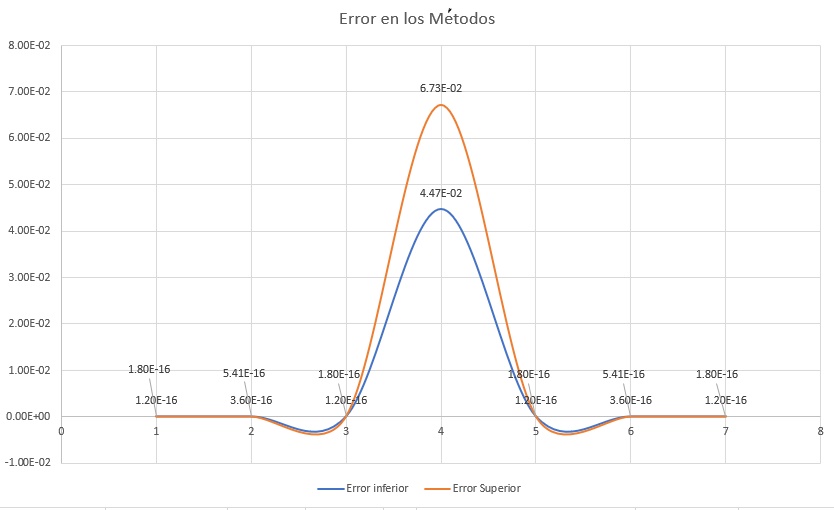 Error en los Métodos
8.00E-02
7.00E-02
6.73E-02
6.00E-02
5.00E-02
4.47E-02
4.00E-02
3.00E-02
2.00E-02
1.00E-02
1.80E-16 5.41E-16 1.80E-16 1.80E-16 5.41E-16 1.80E-16
1.20E-16 3.60E-16 1.20E-16 1.20E-16 3.60E-16 1.20E-16
0.00E+00
0 1 2 3 4 5 6 7 8
-1.00E-02
Error inferior Error Superior